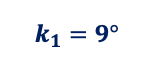 k₁ = 9°